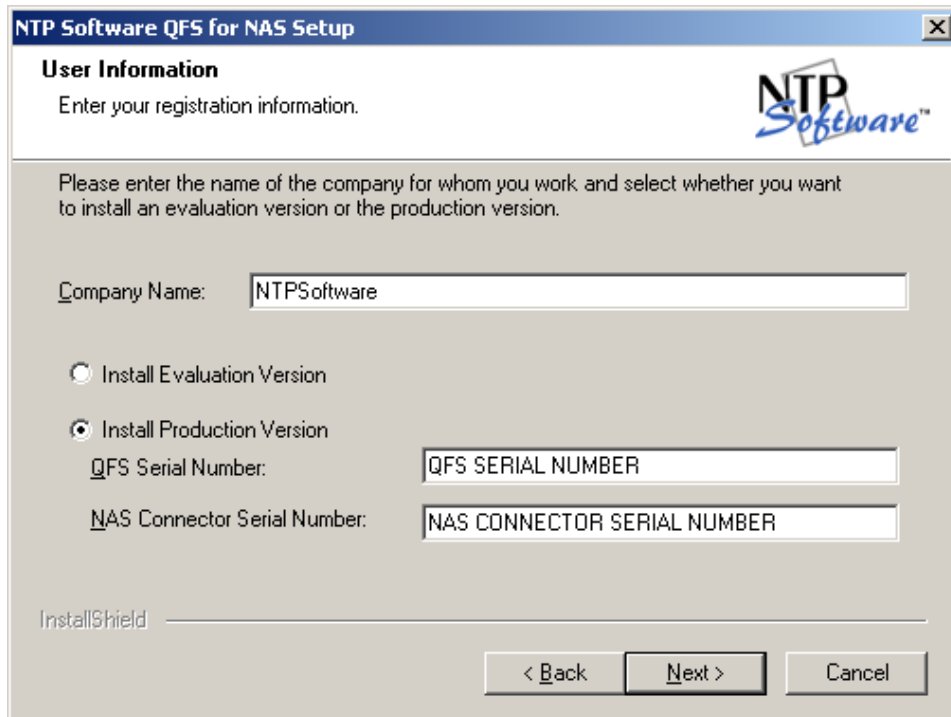 NTP Software QFS for NAS Setup
User Information
Enter your registration information.
NTP
Software™
Please enter the name of the company for whom you work and select whether you want
to install an evaluation version or the production version.
Company Name: NTPSoftware
Install Evaluation Version
Install Production Version
QFS Serial Number: QFS SERIAL NUMBER
NAS Connector Serial Number: NAS CONNECTOR SERIAL NUMBER
InstallShield
< Back Next > Cancel